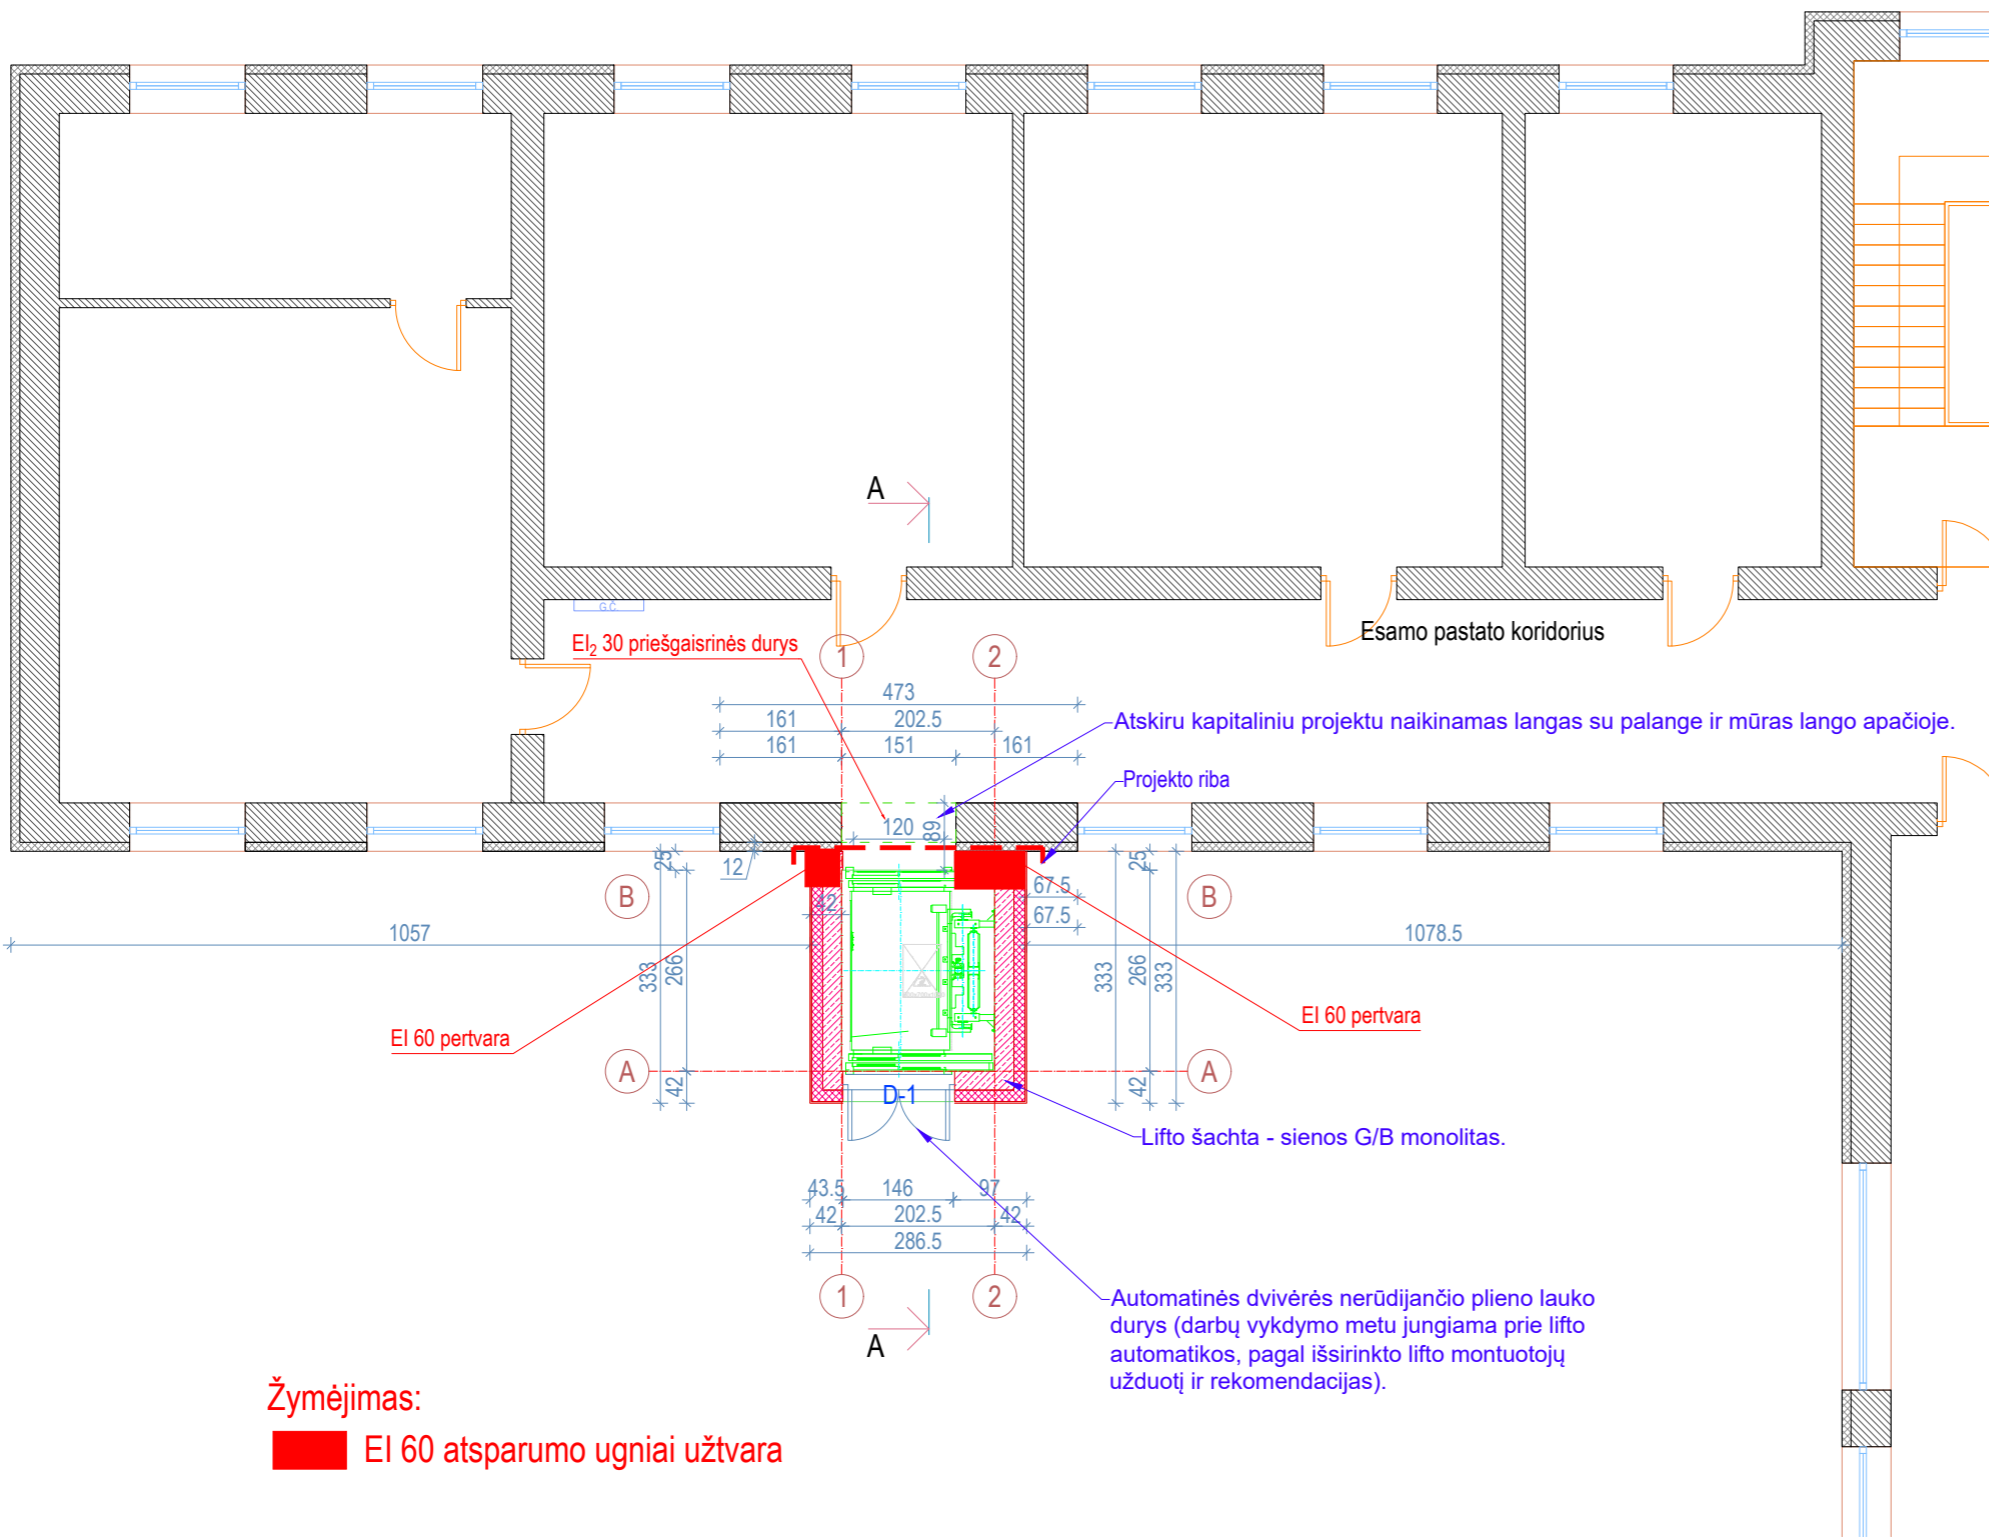 A
G.C.
EI₂ 30 priešgaisrinės durys
Esamo pastato koridorius
1
2
473
161
202.5
161
151
161
Atskiru kapitaliniu projektu naikinamas langas su palange ir mūras lango apačioje.
Projekto riba
120
89
12
25
25
B
B
42
67.5
67.5
1057
1078.5
333
266
333
266
333
EI 60 pertvara
EI 60 pertvara
A
A
42
42
D-1
Lifto šachta - sienos G/B monolitas.
43.5
146
97
42
202.5
42
286.5
1
2
A
Automatinės dvivėrės nerūdijančio plieno lauko
durys (darbų vykdymo metu jungiama prie lifto
automatikos, pagal išsirinkto lifto montuotojų
užduotį ir rekomendacijas).
Žymėjimas:
EI 60 atsparumo ugniai užtvara